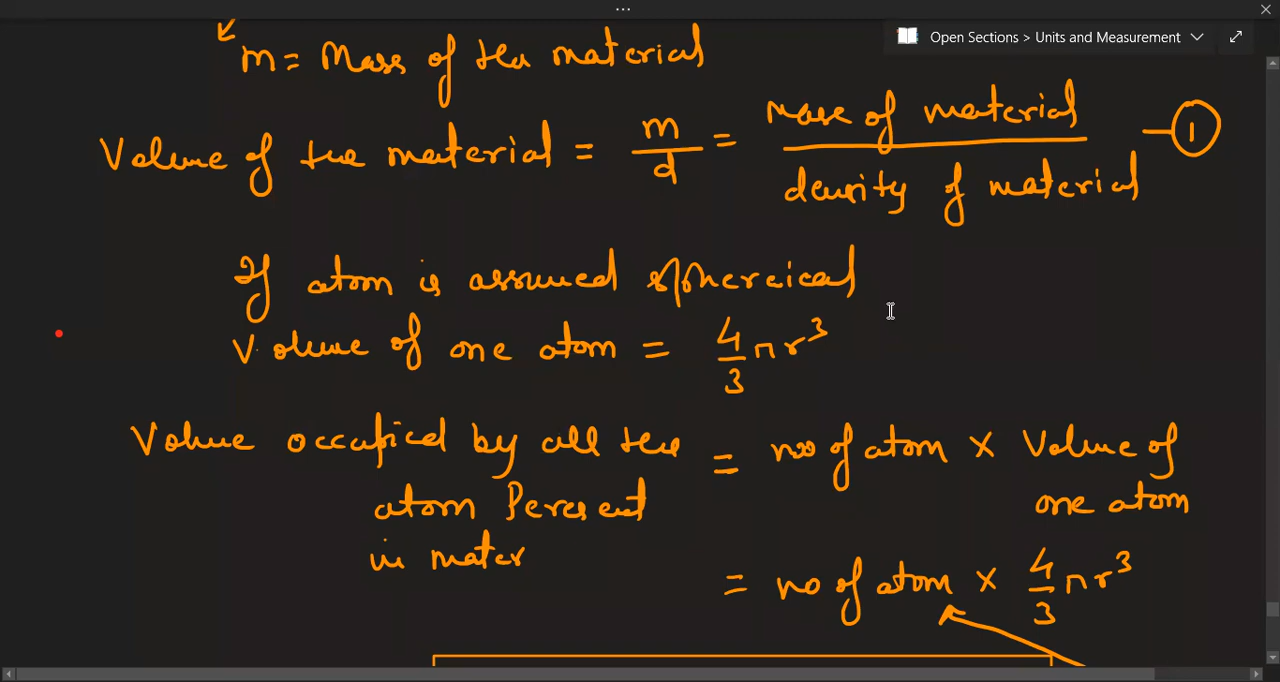 Open Sections > Units and Measurement
m = Mass of the material
Volume of the material = m/d = Mass of material / density of material - 1
If atom is assumed sphereical
Volume of one atom = 4/3 πr³
Volume occupied by all the = no of atom × Volume of
atom Peresent one atom
in mater
= no of atom × 4/3 πr³